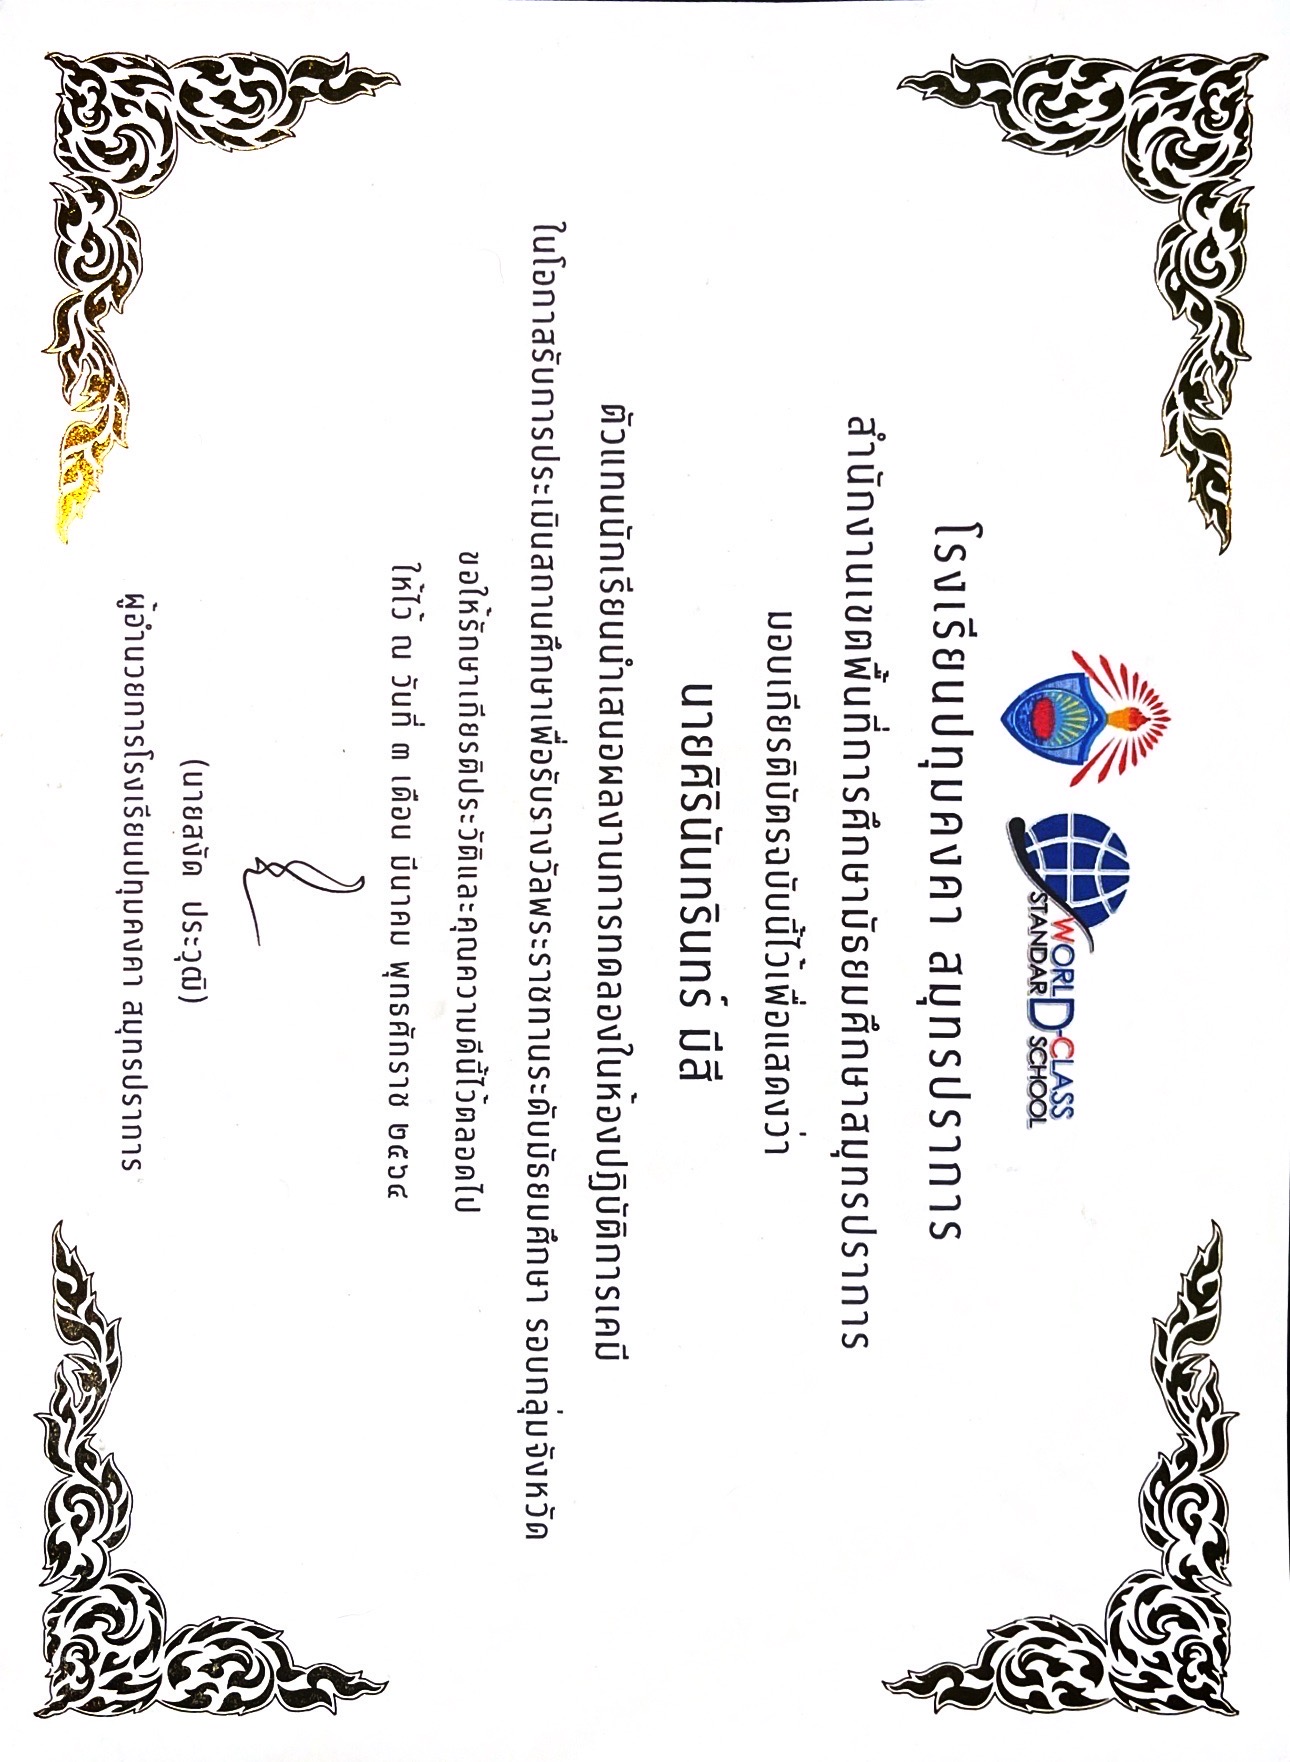 WORLD-CLASS
STANDARD SCHOOL
โรงเรียนปทุมคงคา สมุทรปราการ
สำนักงานเขตพื้นที่การศึกษามัธยมศึกษาสมุทรปราการ
มอบเกียรติบัตรฉบับนี้ไว้เพื่อแสดงว่า
นายศิรินันทรินทร์ มีสี
ตัวแทนนักเรียนนำเสนอผลงานการทดลองในห้องปฏิบัติการเคมี
ในโอกาสรับการประเมินสถานศึกษาเพื่อรับรางวัลพระราชทานระดับมัธยมศึกษา รอบกลุ่มจังหวัด
ขอให้รักษาเกียรติประวัติและคุณความดีนี้ไว้ตลอดไป
ให้ไว้ ณ วันที่ ๓ เดือน มีนาคม พุทธศักราช ๒๕๖๔
(นายสงัด ประวุฒิ)
ผู้อำนวยการโรงเรียนปทุมคงคา สมุทรปราการ